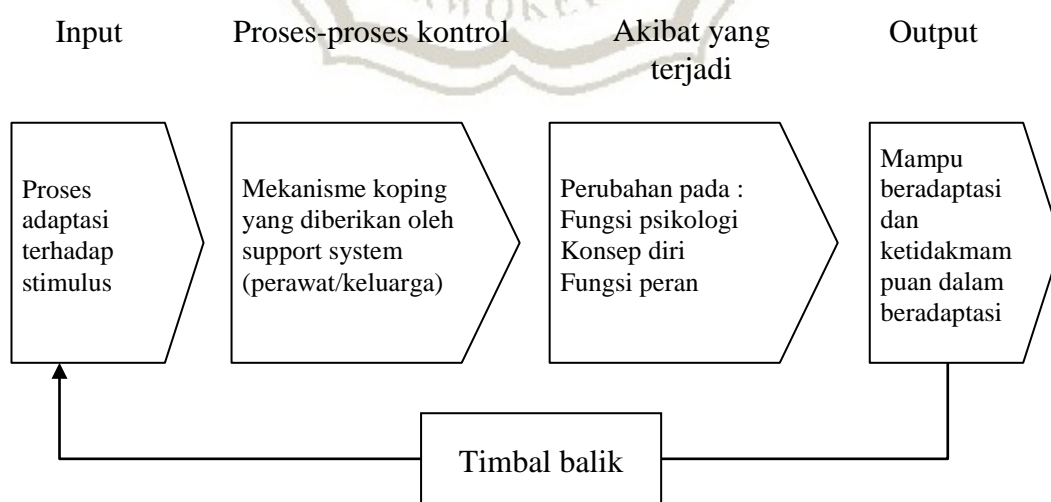 Input
Proses-proses kontrol
Akibat yang
terjadi
Output
Proses
adaptasi
terhadap
stimulus
Mekanisme koping
yang diberikan oleh
support system
(perawat/keluarga)
Perubahan pada :
Fungsi psikologi
Konsep diri
Fungsi peran
Mampu
beradaptasi
dan
ketidakmam
puan dalam
beradaptasi
Timbal balik